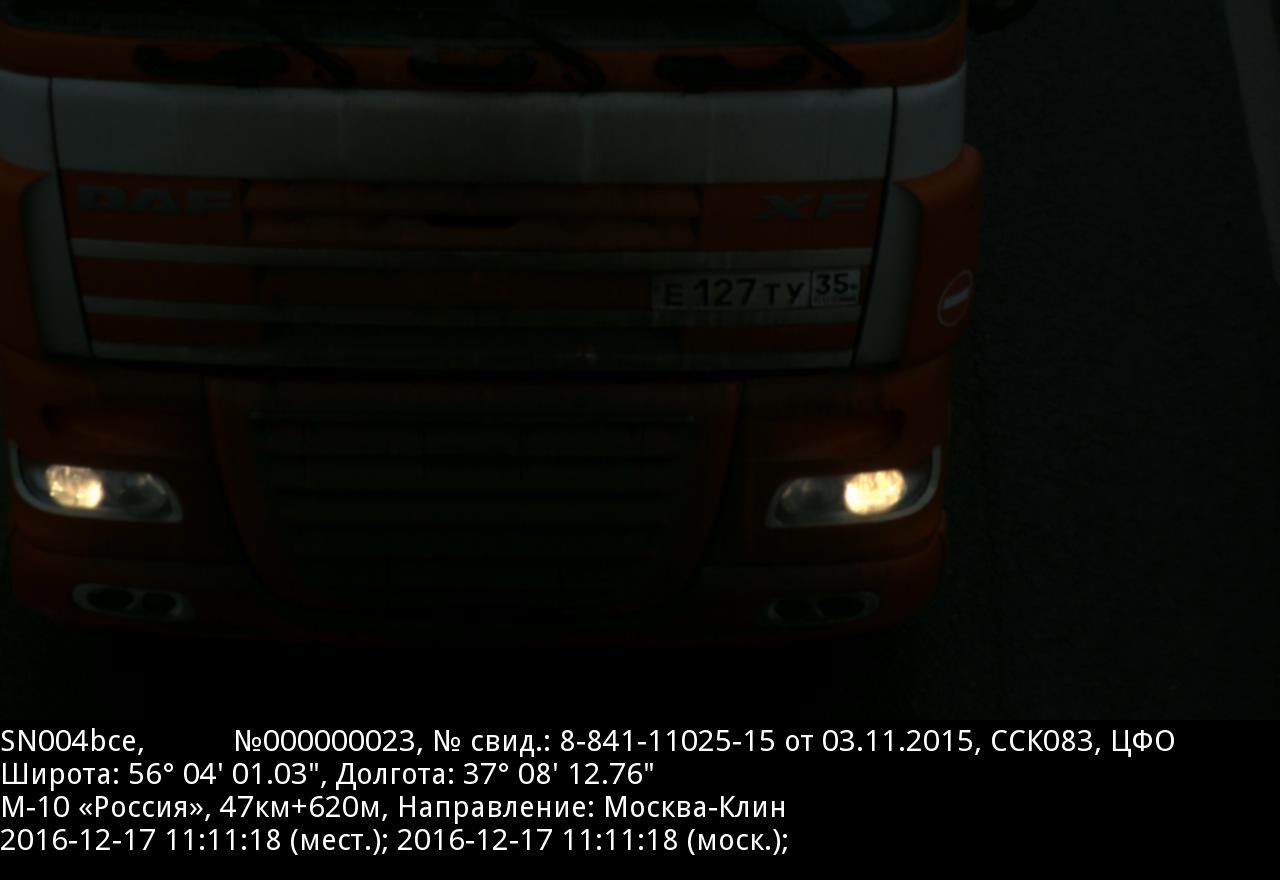 DAF XF
Е 127 ТУ 35
SN004bce, №000000023, № свид.: 8-841-11025-15 от 03.11.2015, ССК083, ЦФО
Широта: 56° 04' 01.03", Долгота: 37° 08' 12.76"
М-10 «Россия», 47км+620м, Направление: Москва-Клин
2016-12-17 11:11:18 (мест.); 2016-12-17 11:11:18 (моск.);